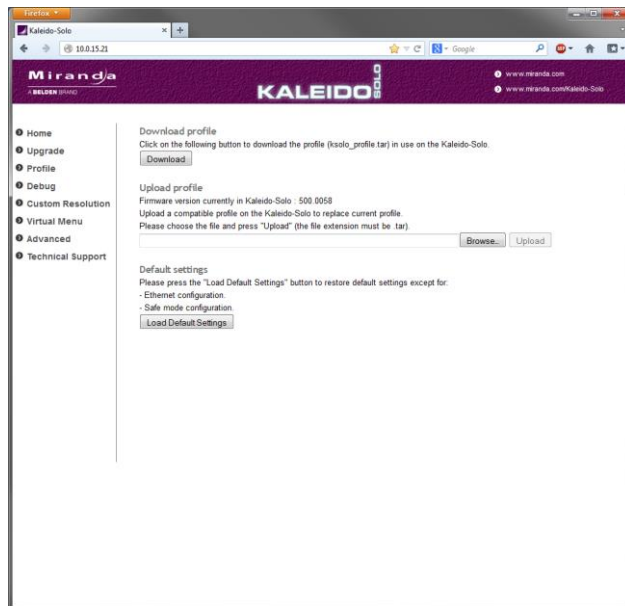 Firefox
Kaleido-Solo
10.0.15.21
Google
Miranda
A BELDEN BRAND
KALEIDO SOLO
www.miranda.com
www.miranda.com/Kaleido-Solo
Home
Upgrade
Profile
Debug
Custom Resolution
Virtual Menu
Advanced
Technical Support
Download profile
Click on the following button to download the profile (ksolo_profile.tar) in use on the Kaleido-Solo.
Download
Upload profile
Firmware version currently in Kaleido-Solo : 500.0058
Upload a compatible profile on the Kaleido-Solo to replace current profile.
Please choose the file and press "Upload" (the file extension must be .tar).
Browse..
Upload
Default settings
Please press the "Load Default Settings" button to restore default settings except for:
- Ethernet configuration.
- Safe mode configuration.
Load Default Settings